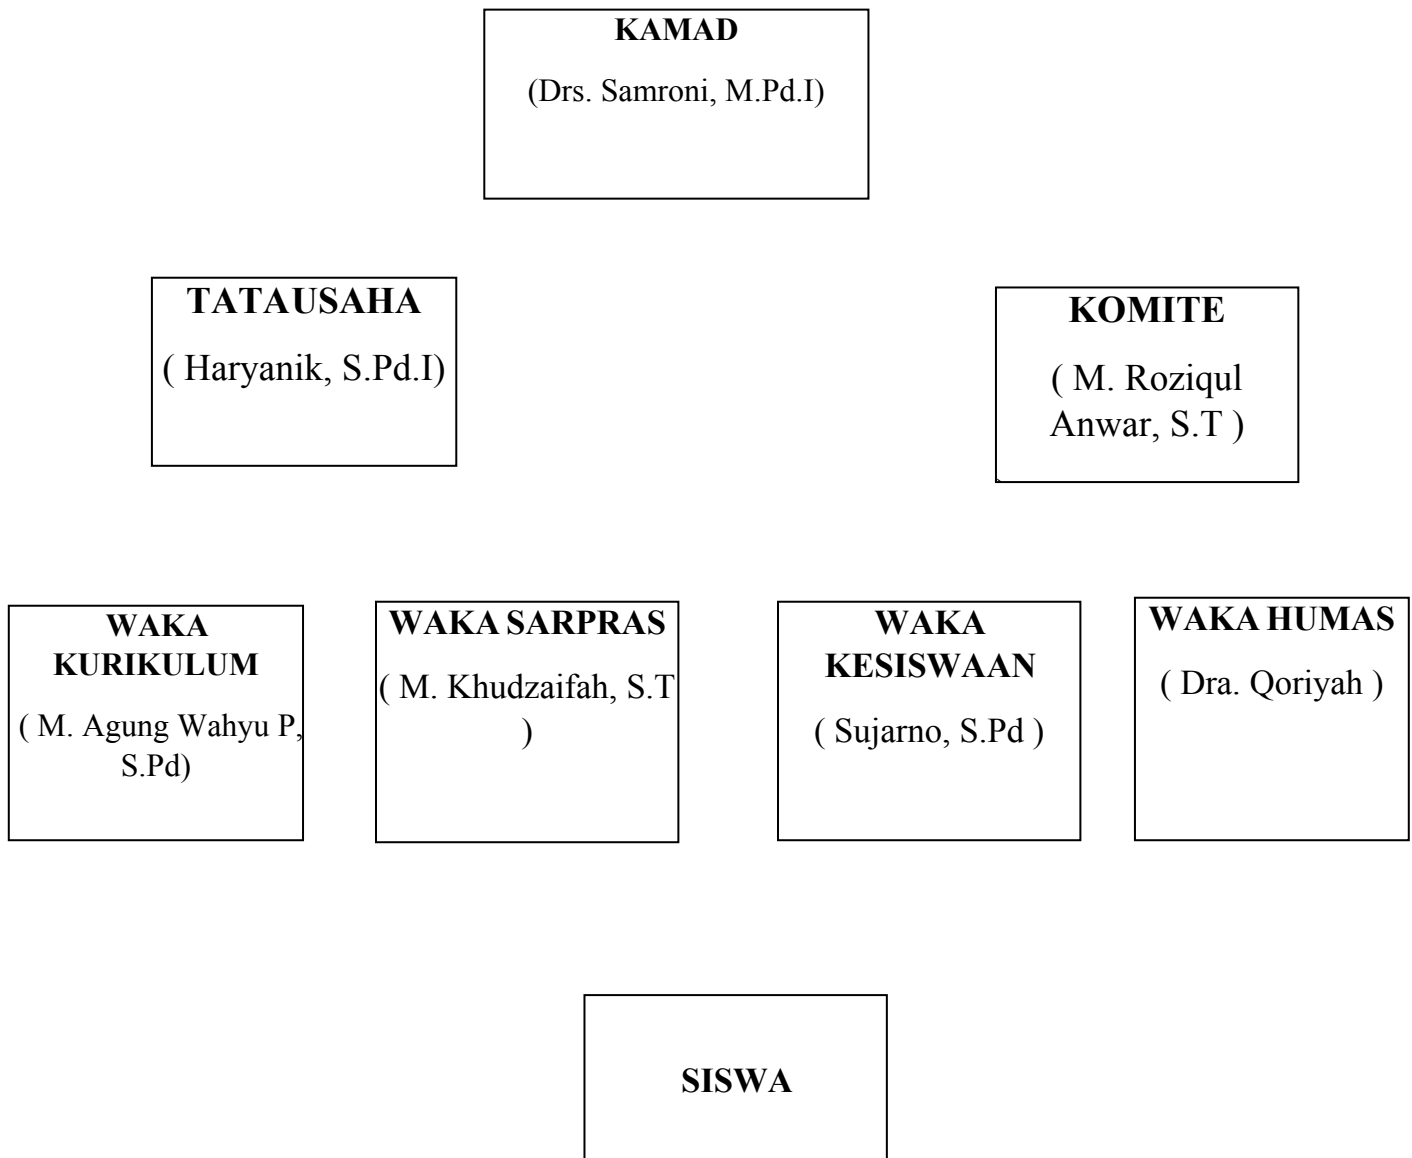 KAMAD
(Drs. Samroni, M.Pd.I)
TATAUSAHA
( Haryanik, S.Pd.I)
KOMITE
( M. Roziqul
Anwar, S.T )
WAKA
KURIKULUM
( M. Agung Wahyu P,
S.Pd)
WAKA SARPRAS
( M. Khudzaifah, S.T
)
WAKA
KESISWAAN
( Sujarno, S.Pd )
WAKA HUMAS
( Dra. Qoriyah )
SISWA